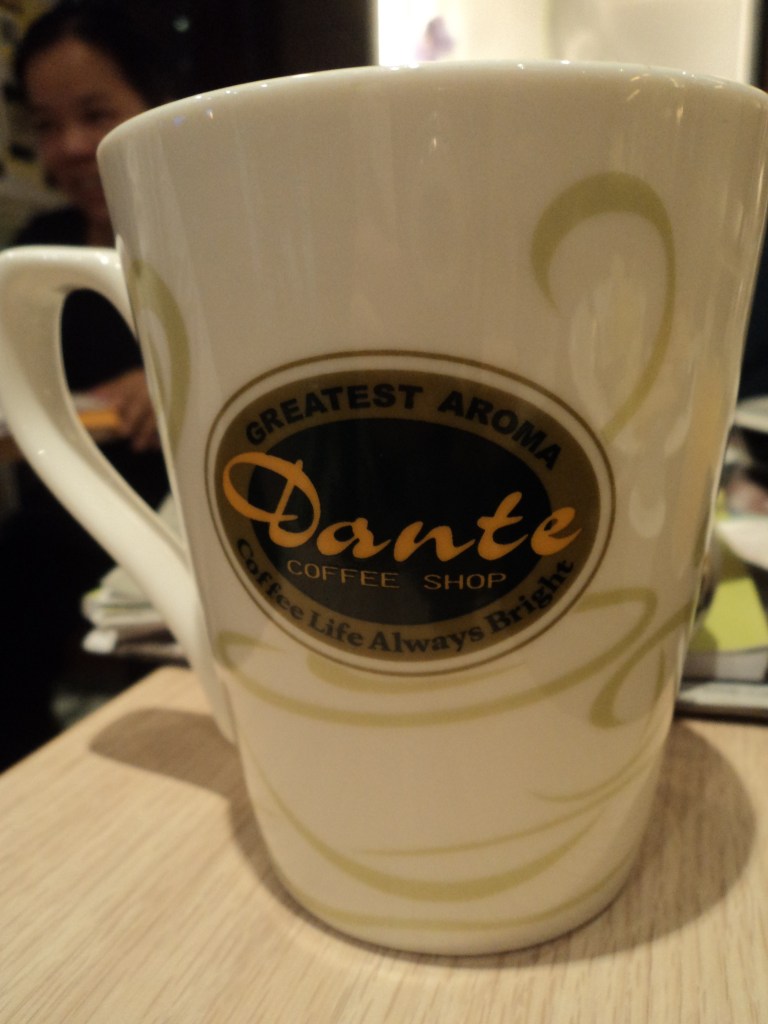 GREATEST AROMA
Dante
COFFEE SHOP
Coffee Life Always Bright